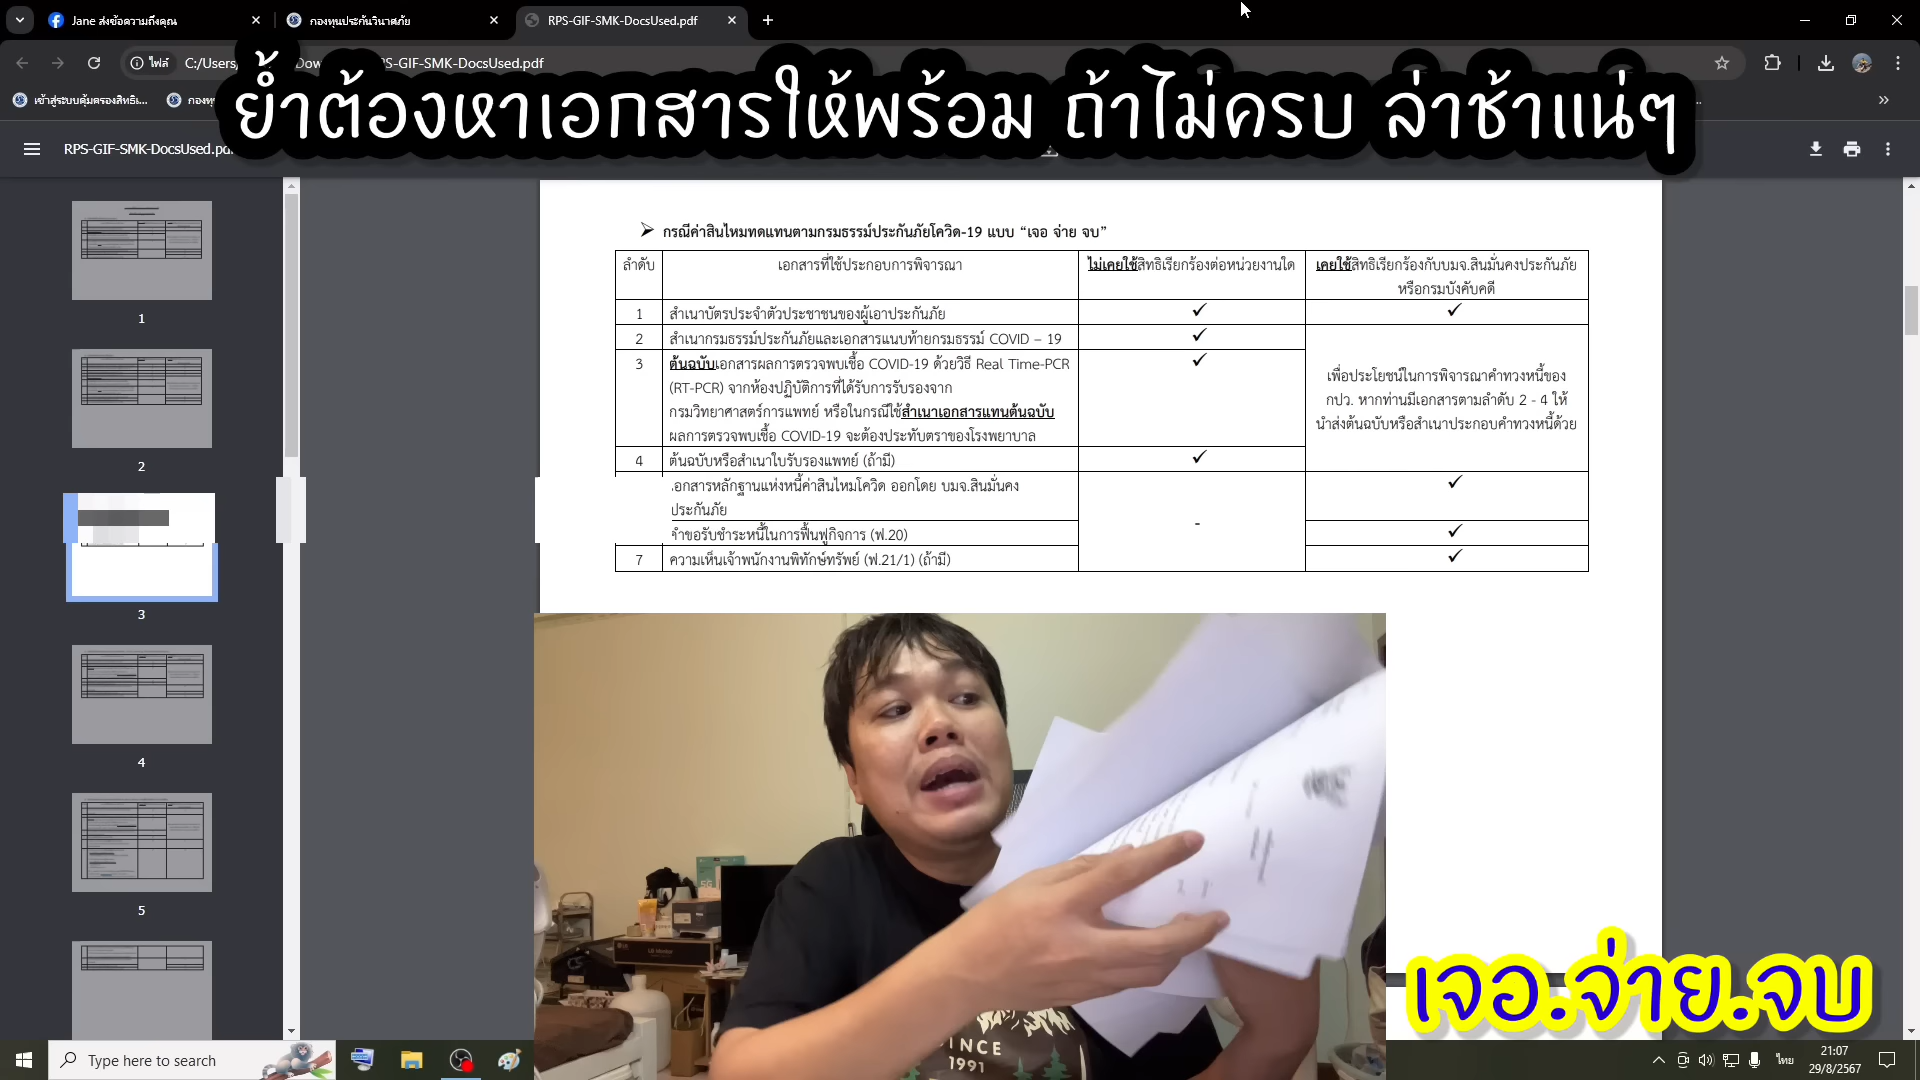 Jane ส่งข้อความถึงคุณ
กองทุนประกันวินาศภัย
RPS-GIF-SMK-DocsUsed.pdf
ไฟล์
C:/Users/
PS-GIF-SMK-DocsUsed.pdf
เข้าสู่ระบบคุ้มครองสิทธิเ...
ย้ำต้องหาเอกสารให้พร้อม ถ้าไม่ครบ ล่าช้าแน่ๆ
RPS-GIF-SMK-DocsUsed.pd
กรณีค่าสินไหมทดแทนตามกรมธรรม์ประกันภัยโควิด-19 แบบ “เจอ จ่าย จบ”
ลำดับ เอกสารที่ใช้ประกอบการพิจารณา ไม่เคยใช้สิทธิเรียกร้องต่อหน่วยงานใด เคยใช้สิทธิเรียกร้องกับบมจ.สินมั่นคงประกันภัย
หรือกรมบังคับคดี
1 สำเนาบัตรประจำตัวประชาชนของผู้เอาประกันภัย ✓ ✓
2 สำเนากรมธรรม์ประกันภัยและเอกสารแนบท้ายกรมธรรม์ COVID – 19 ✓
3 ต้นฉบับเอกสารผลการตรวจพบเชื้อ COVID-19 ด้วยวิธี Real Time-PCR ✓
(RT-PCR) จากห้องปฏิบัติการที่ได้รับการรับรองจาก
กรมวิทยาศาสตร์การแพทย์ หรือในกรณีใช้สำเนาเอกสารแทนต้นฉบับ
ผลการตรวจพบเชื้อ COVID-19 จะต้องประทับตราของโรงพยาบาล
เพื่อประโยชน์ในการพิจารณาคำทวงหนี้ของ
กปว. หากท่านมีเอกสารตามลำดับ 2 - 4 ให้
นำส่งต้นฉบับหรือสำเนาประกอบคำทวงหนี้ด้วย
4 ต้นฉบับหรือสำเนาใบรับรองแพทย์ (ถ้ามี) ✓
เอกสารหลักฐานแห่งหนี้ค่าสินไหมโควิด ออกโดย บมจ.สินมั่นคง ✓
ประกันภัย
-
คำขอรับชำระหนี้ในการฟื้นฟูกิจการ (ฟ.20) ✓
7 ความเห็นเจ้าพนักงานพิทักษ์ทรัพย์ (ฟ.21/1) (ถ้ามี) ✓
1
2
3
4
5
SINCE
1991
เจอ.จ่าย.จบ
Type here to search
ไทย
21:07
29/8/2567